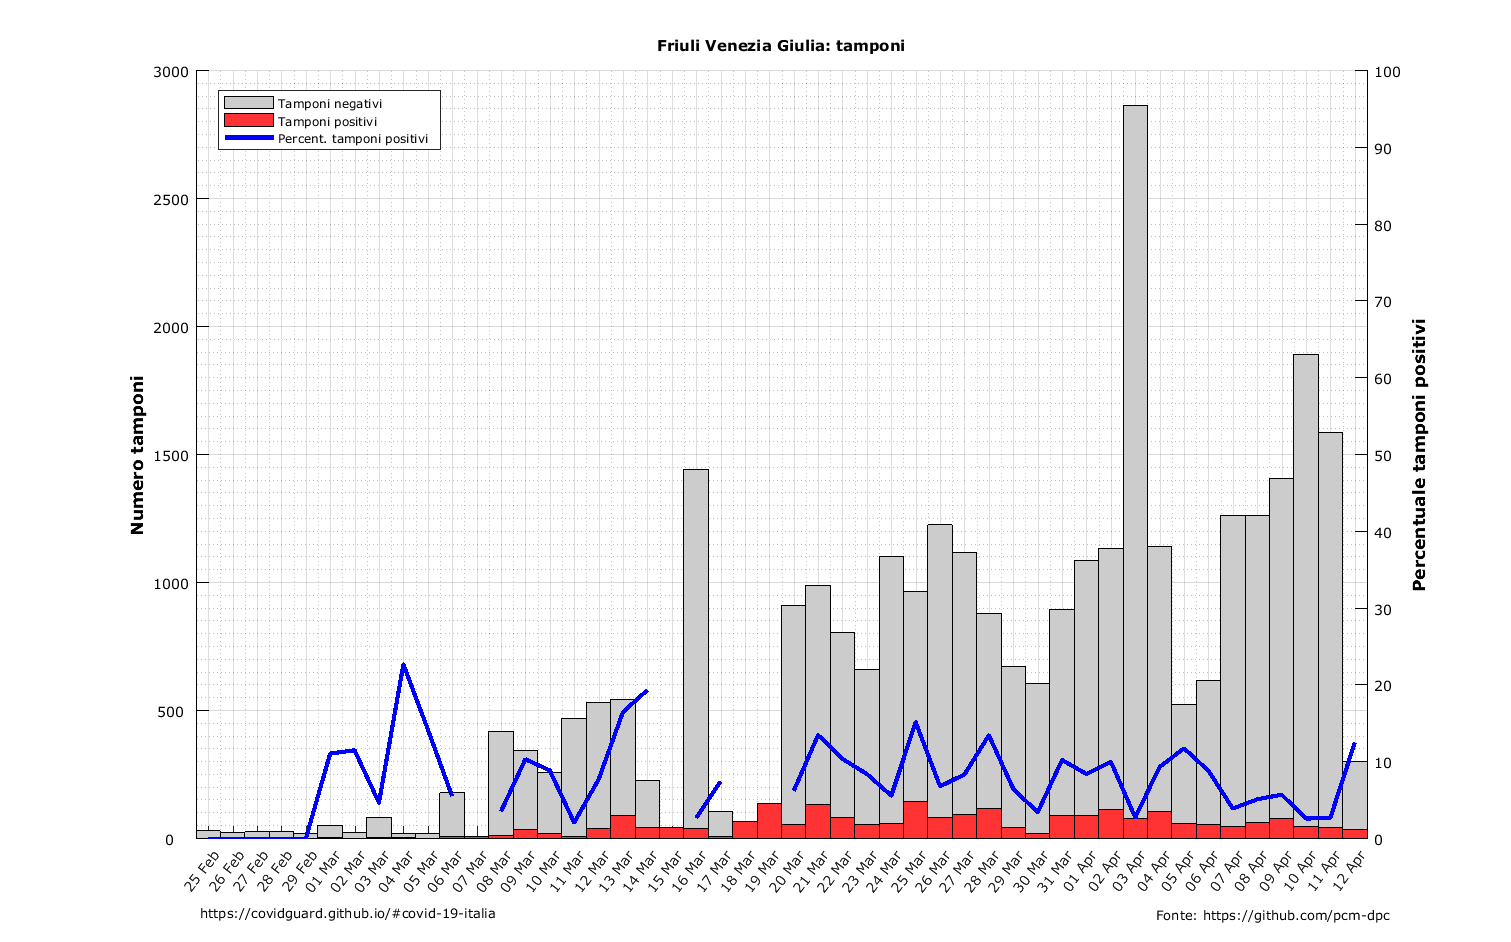 Friuli Venezia Giulia: tamponi
Tamponi negativi
Tamponi positivi
Percent. tamponi positivi
Numero tamponi
3000
2500
2000
1500
1000
500
0
Percentuale tamponi positivi
100
90
80
70
60
50
40
30
20
10
0
25 Feb
26 Feb
27 Feb
28 Feb
29 Feb
01 Mar
02 Mar
03 Mar
04 Mar
05 Mar
06 Mar
07 Mar
08 Mar
09 Mar
10 Mar
11 Mar
12 Mar
13 Mar
14 Mar
15 Mar
16 Mar
17 Mar
18 Mar
19 Mar
20 Mar
21 Mar
22 Mar
23 Mar
24 Mar
25 Mar
26 Mar
27 Mar
28 Mar
29 Mar
30 Mar
31 Mar
01 Apr
02 Apr
03 Apr
04 Apr
05 Apr
06 Apr
07 Apr
08 Apr
09 Apr
10 Apr
11 Apr
12 Apr
https://covidguard.github.io/#covid-19-italia
Fonte: https://github.com/pcm-dpc